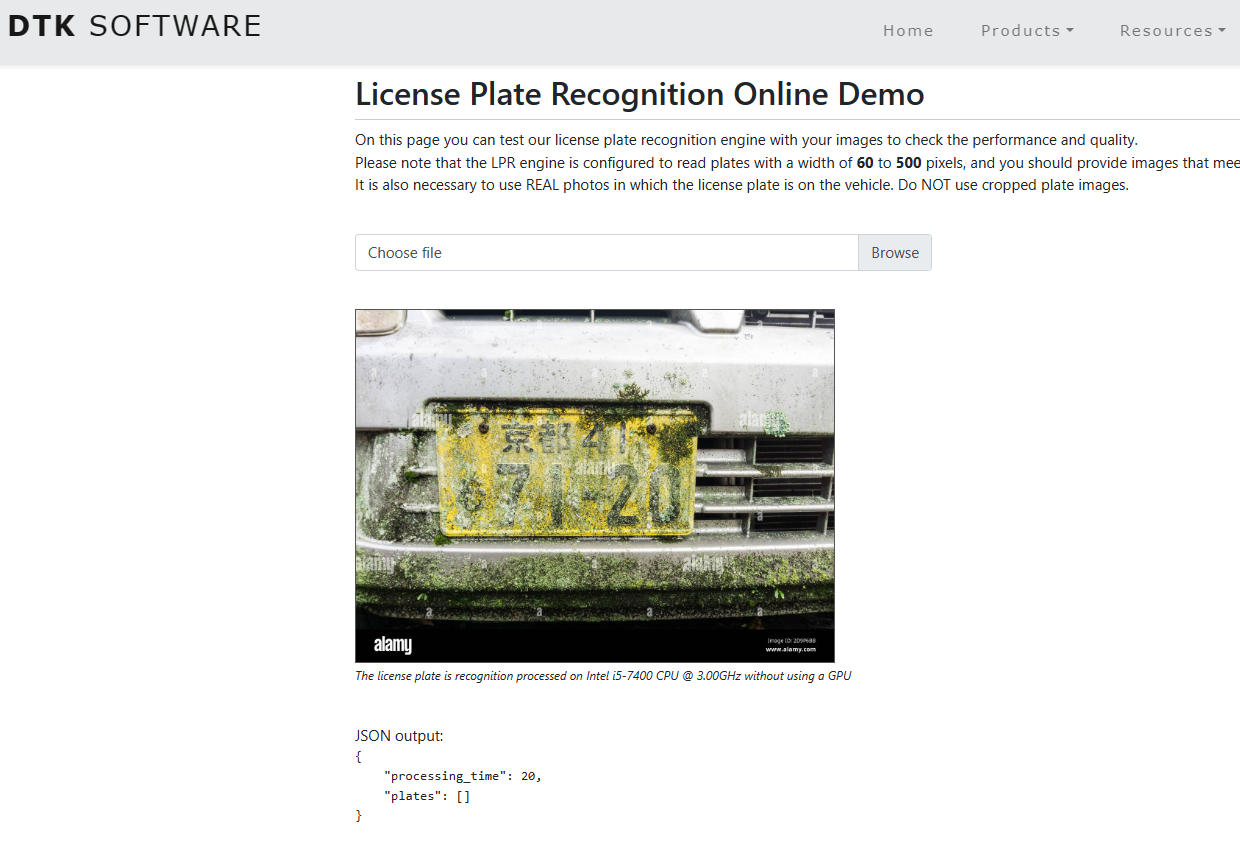 DTK SOFTWARE
Home Products Resources
License Plate Recognition Online Demo
On this page you can test our license plate recognition engine with your images to check the performance and quality.
Please note that the LPR engine is configured to read plates with a width of 60 to 500 pixels, and you should provide images that mee
It is also necessary to use REAL photos in which the license plate is on the vehicle. Do NOT use cropped plate images.
Choose file Browse
京都 41
71-20
alamy
Image ID: 2D9P6BB
www.alamy.com
The license plate is recognition processed on Intel i5-7400 CPU @ 3.00GHz without using a GPU
JSON output:
{
"processing_time": 20,
"plates": []
}